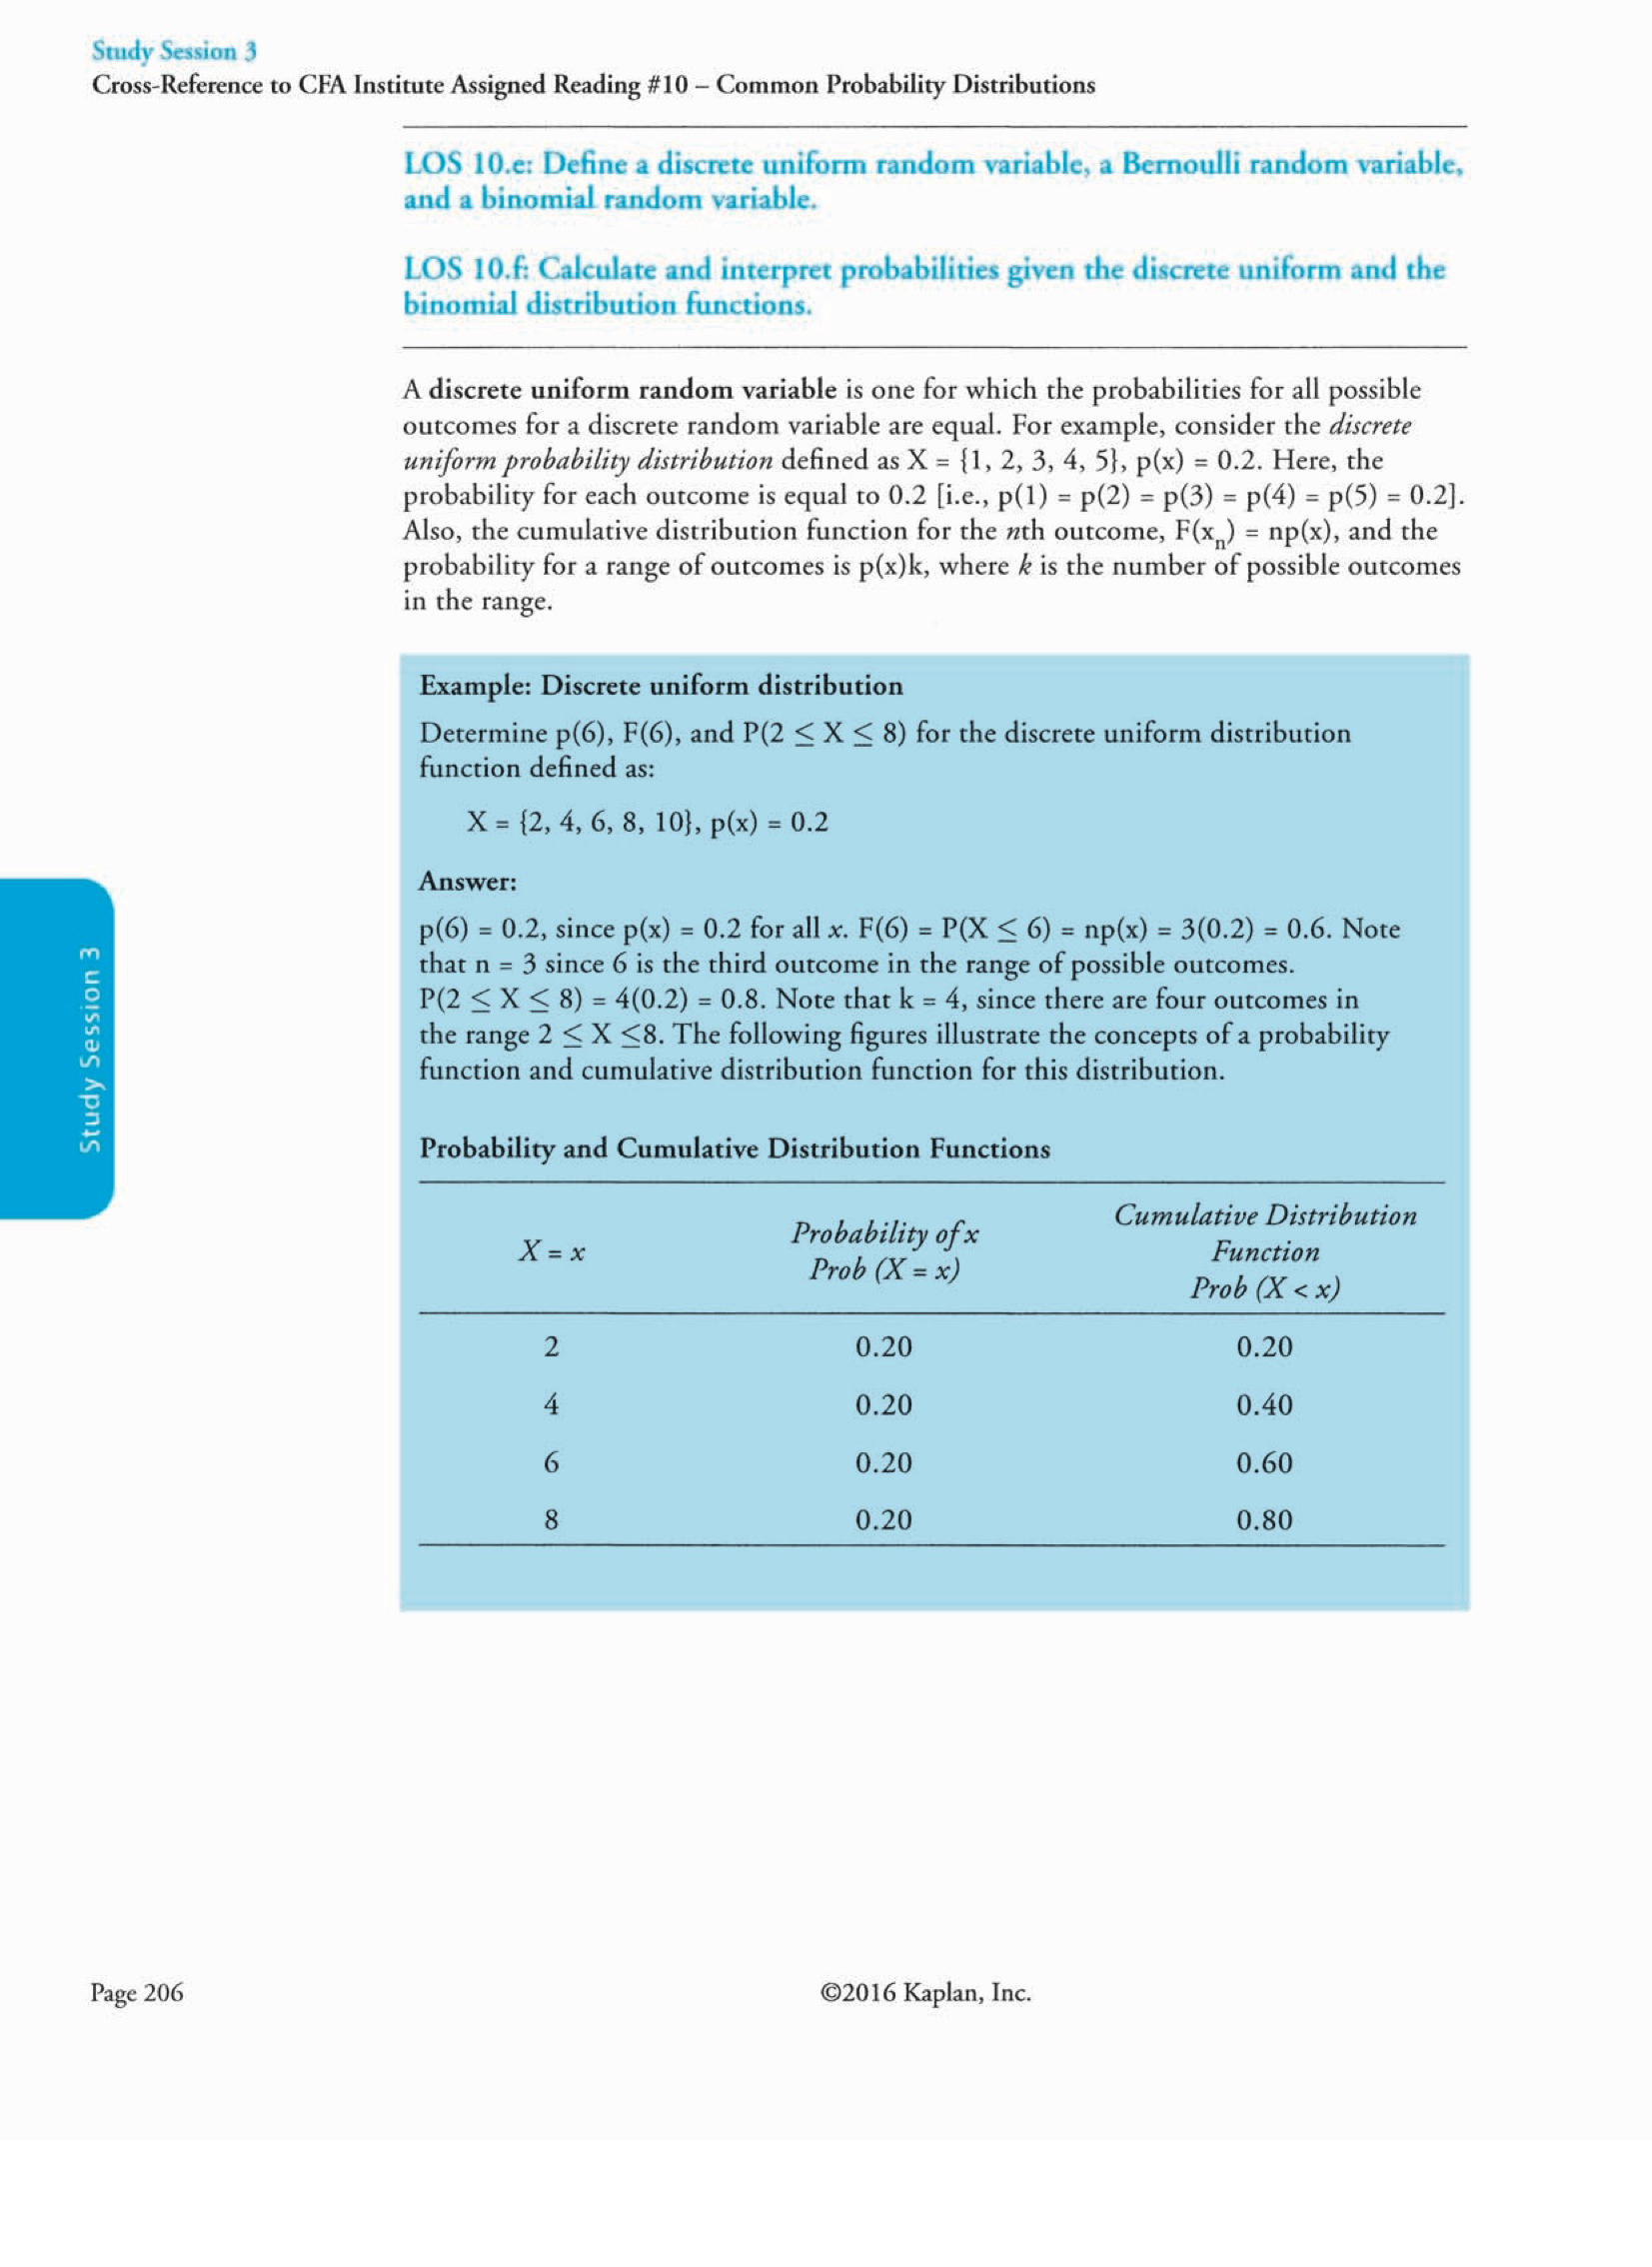 Study Session 3
Cross-Reference to CFA Institute Assigned Reading #10 – Common Probability Distributions
LOS 10.e: Define a discrete uniform random variable, a Bernoulli random variable,
and a binomial random variable.
LOS 10.f: Calculate and interpret probabilities given the discrete uniform and the
binomial distribution functions.
A discrete uniform random variable is one for which the probabilities for all possible
outcomes for a discrete random variable are equal. For example, consider the discrete
uniform probability distribution defined as X = {1, 2, 3, 4, 5}, p(x) = 0.2. Here, the
probability for each outcome is equal to 0.2 [i.e., p(1) = p(2) = p(3) = p(4) = p(5) = 0.2].
Also, the cumulative distribution function for the nth outcome, F(xn) = np(x), and the
probability for a range of outcomes is p(x)k, where k is the number of possible outcomes
in the range.
Example: Discrete uniform distribution
Determine p(6), F(6), and P(2 ≤ X ≤ 8) for the discrete uniform distribution
function defined as:
X = {2, 4, 6, 8, 10}, p(x) = 0.2
Answer:
p(6) = 0.2, since p(x) = 0.2 for all x. F(6) = P(X ≤ 6) = np(x) = 3(0.2) = 0.6. Note
that n = 3 since 6 is the third outcome in the range of possible outcomes.
P(2 ≤ X ≤ 8) = 4(0.2) = 0.8. Note that k = 4, since there are four outcomes in
the range 2 ≤ X ≤8. The following figures illustrate the concepts of a probability
function and cumulative distribution function for this distribution.
Study Session 3
Probability and Cumulative Distribution Functions
X = x
Probability of x
Prob (X = x)
Cumulative Distribution
Function
Prob (X < x)
2 0.20 0.20
4 0.20 0.40
6 0.20 0.60
8 0.20 0.80
Page 206
©2016 Kaplan, Inc.